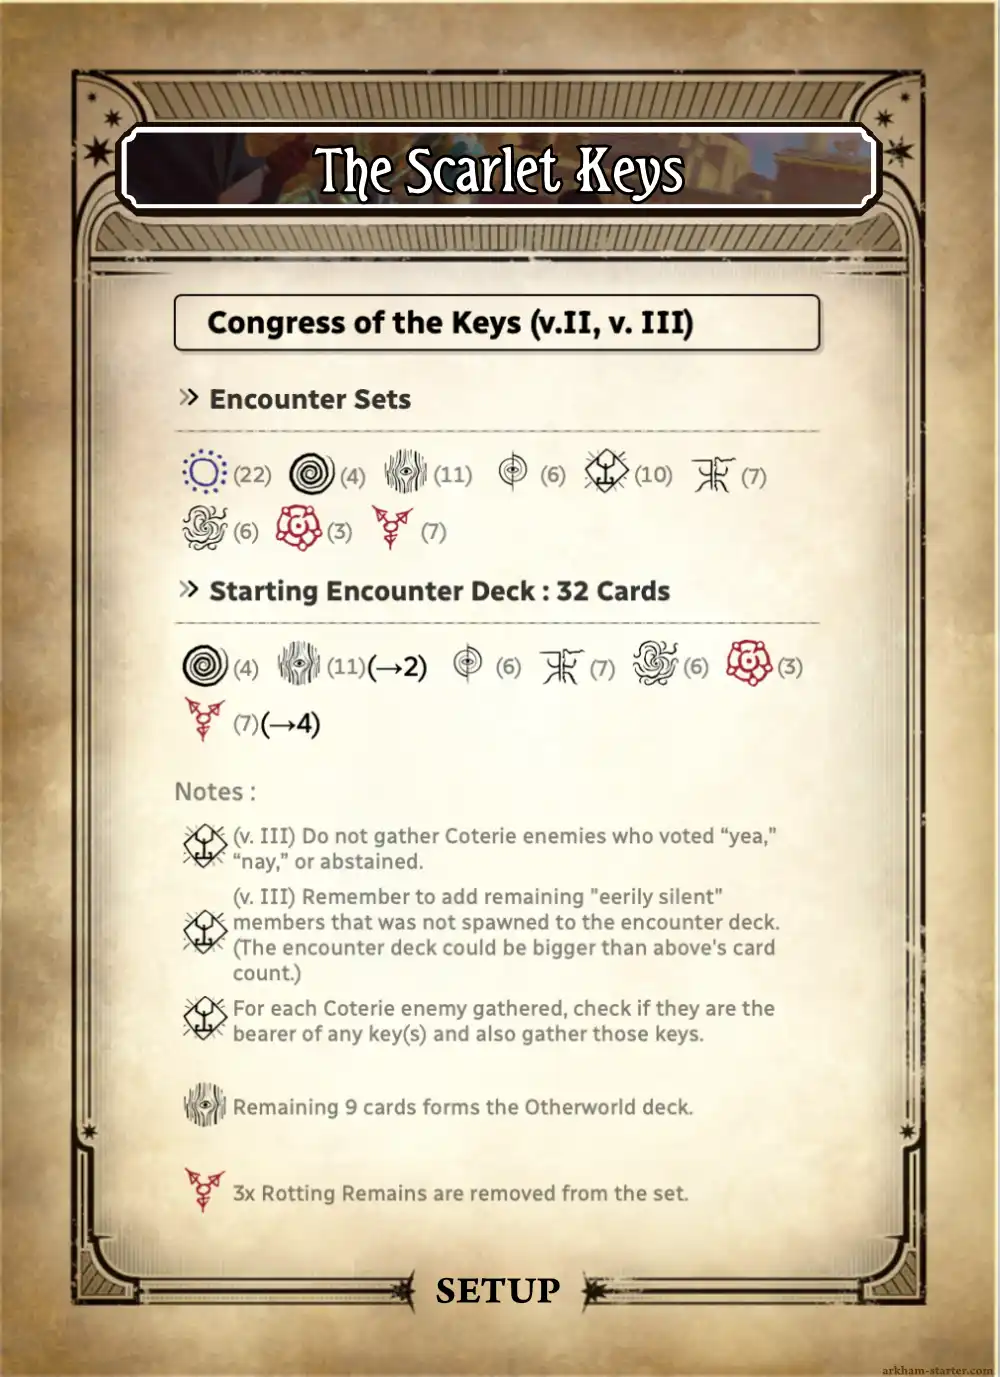 The Scarlet Keys
Congress of the Keys (v.II, v. III)
» Encounter Sets
(22) (4) (11) (6) (10) (7)
(6) (3) (7)
» Starting Encounter Deck : 32 Cards
(4) (11)(→2) (6) (7) (6) (3)
(7)(→4)
Notes :
(v. III) Do not gather Coterie enemies who voted “yea,”
“nay,” or abstained.
(v. III) Remember to add remaining "eerily silent"
members that was not spawned to the encounter deck.
(The encounter deck could be bigger than above's card
count.)
For each Coterie enemy gathered, check if they are the
bearer of any key(s) and also gather those keys.
Remaining 9 cards forms the Otherworld deck.
3x Rotting Remains are removed from the set.
SETUP
arkham-starter.com